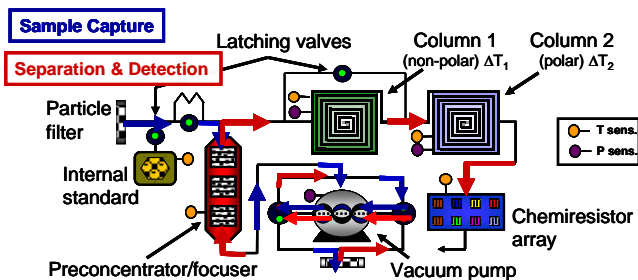 Sample Capture
Separation & Detection
Latching valves
Column 1
(non-polar) ΔT₁
Column 2
(polar) ΔT₂
Particle
filter
T sens.
P sens.
Internal
standard
Chemiresistor
array
Preconcentrator/focuser
Vacuum pump